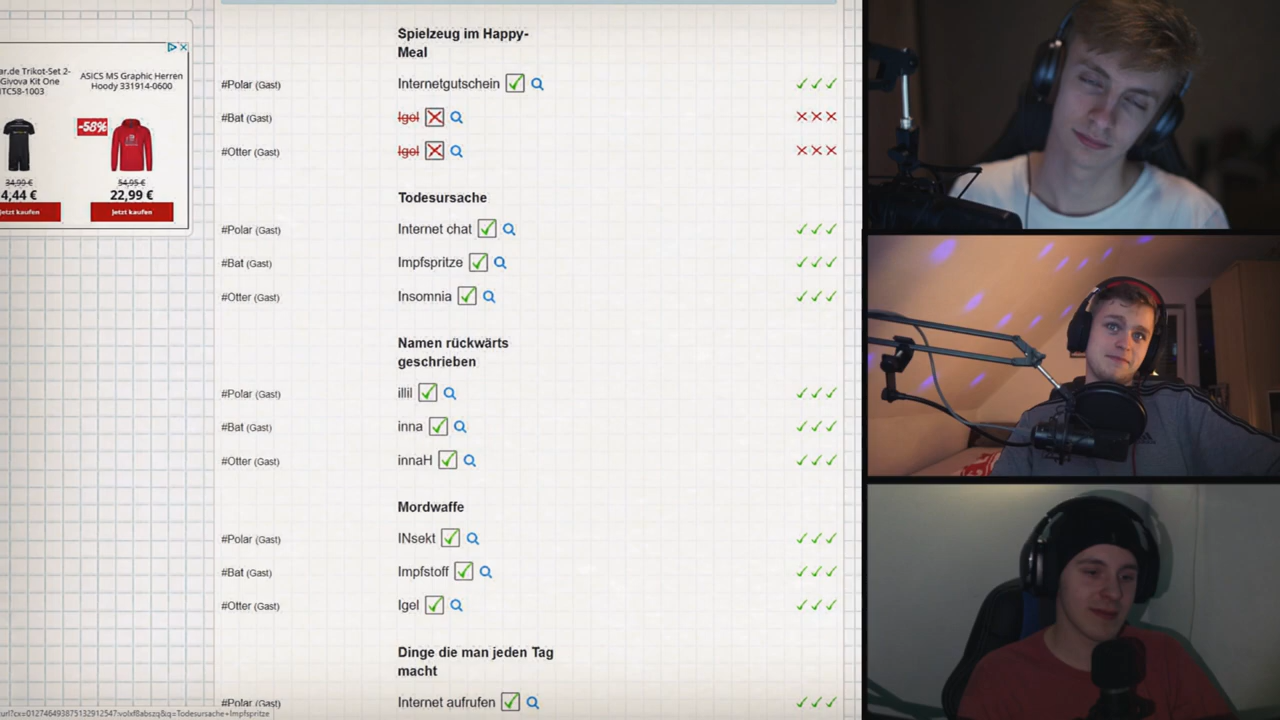 ar.de Trikot-Set 2-
Givova Kit One
ITC58-1003
34,99 €
4,44 €
jetzt kaufen
ASICS MS Graphic Herren
Hoody 331914-0600
-58%
54,95 €
22,99 €
Jetzt kaufen
Spielzeug im Happy-
Meal
#Polar (Gast) Internetgutschein
#Bat (Gast) Igel
#Otter (Gast) Igel
Todesursache
#Polar (Gast) Internet chat
#Bat (Gast) Impfspritze
#Otter (Gast) Insomnia
Namen rückwärts
geschrieben
#Polar (Gast) illil
#Bat (Gast) inna
#Otter (Gast) innaH
Mordwaffe
#Polar (Gast) INsekt
#Bat (Gast) Impfstoff
#Otter (Gast) Igel
Dinge die man jeden Tag
macht
#Polar (Gast) Internet aufrufen